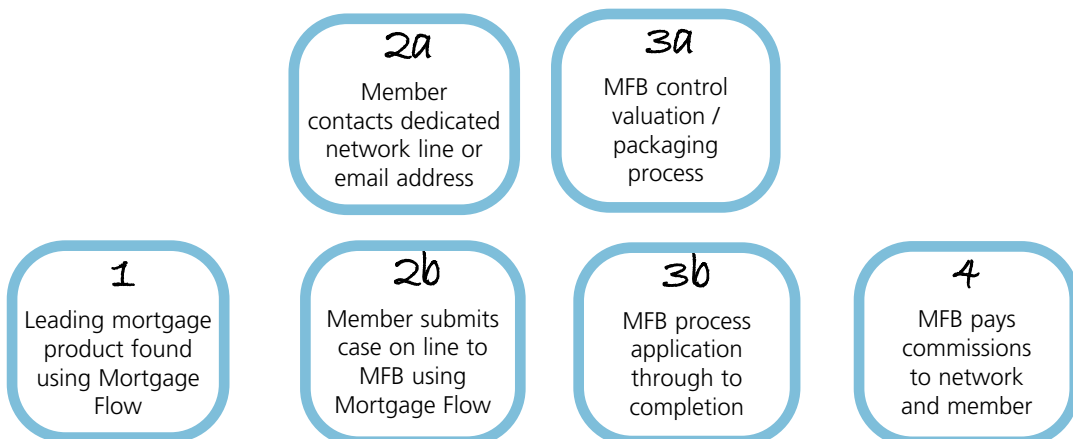 2a
Member
contacts dedicated
network line or
email address
3a
MFB control
valuation /
packaging
process
1
Leading mortgage
product found
using Mortgage
Flow
2b
Member submits
case on line to
MFB using
Mortgage Flow
3b
MFB process
application
through to
completion
4
MFB pays
commissions
to network
and member